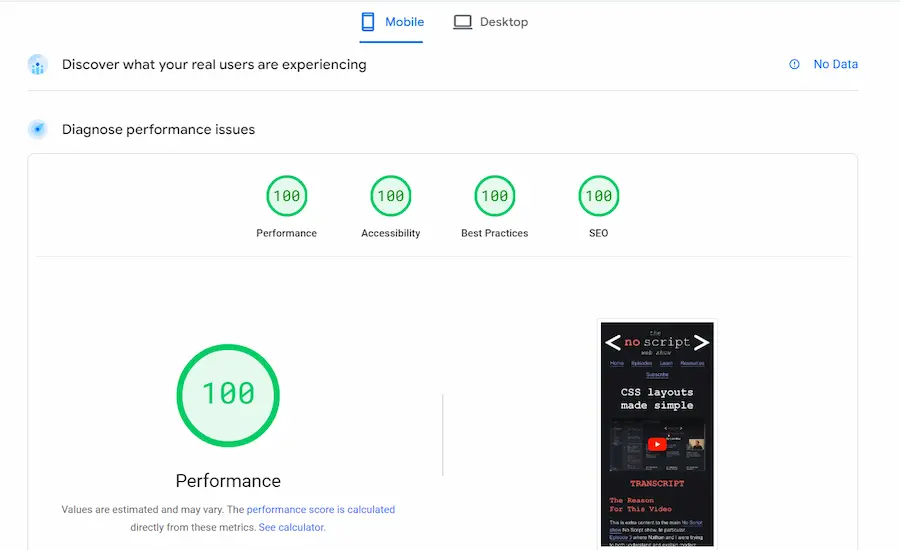 Mobile
Desktop
Discover what your real users are experiencing
No Data
Diagnose performance issues
100
100
100
100
Performance
Accessibility
Best Practices
SEO
100
Performance
Values are estimated and may vary. The performance score is calculated
directly from these metrics. See calculator.
the
<no script>
web show
Home Episodes Learn Resources
Subscribe
CSS layouts
made simple
TRANSCRIPT
The Reason
For This Video
This is video content to the main No Script
show No Script show. In particular,
Episode 3 where Nathan and I were trying